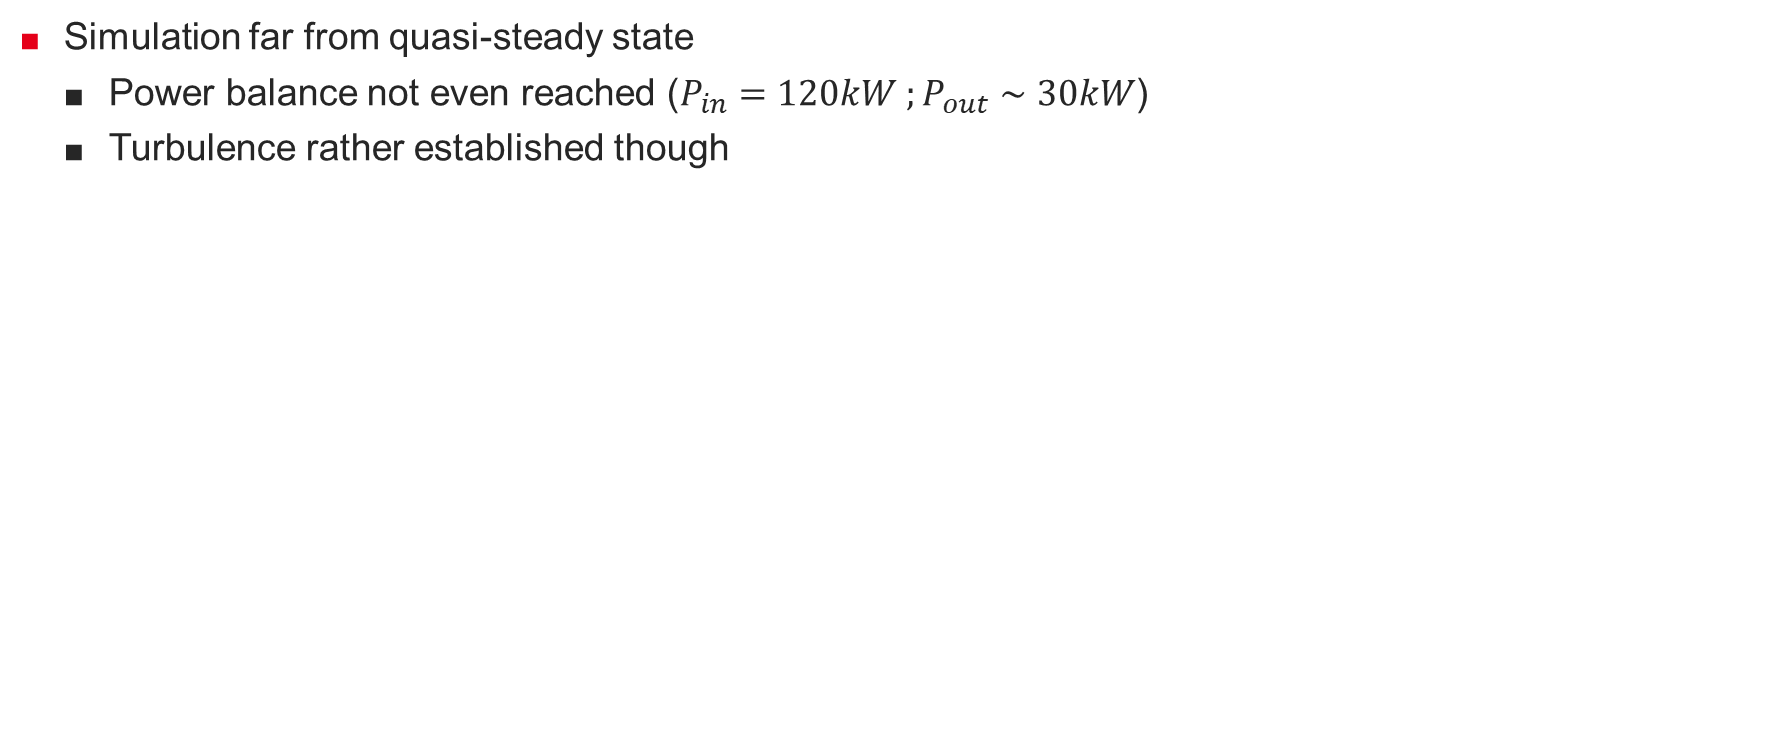 Simulation far from quasi-steady state
Power balance not even reached (P_in = 120kW ; P_out ~ 30kW)
Turbulence rather established though